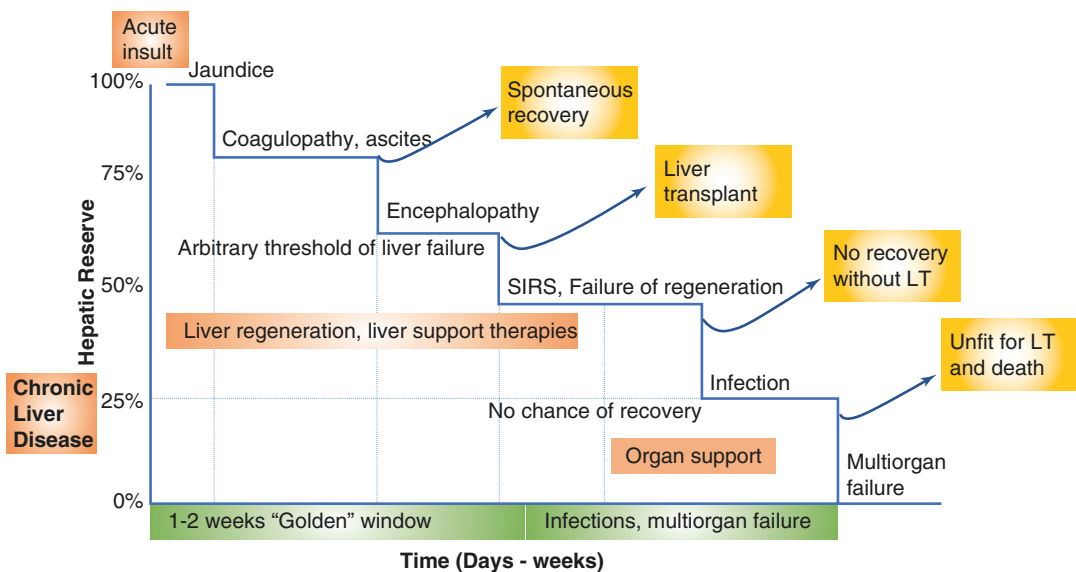 Acute
insult
100%
Jaundice
Spontaneous
recovery
Coagulopathy, ascites
75%
Liver
transplant
Encephalopathy
Arbitrary threshold of liver failure
No recovery
without LT
50%
SIRS, Failure of regeneration
Hepatic Reserve
Liver regeneration, liver support therapies
Unfit for LT
and death
Chronic
Liver
Disease
Infection
25%
No chance of recovery
Organ support
Multiorgan
failure
0%
1-2 weeks “Golden” window
Infections, multiorgan failure
Time (Days - weeks)